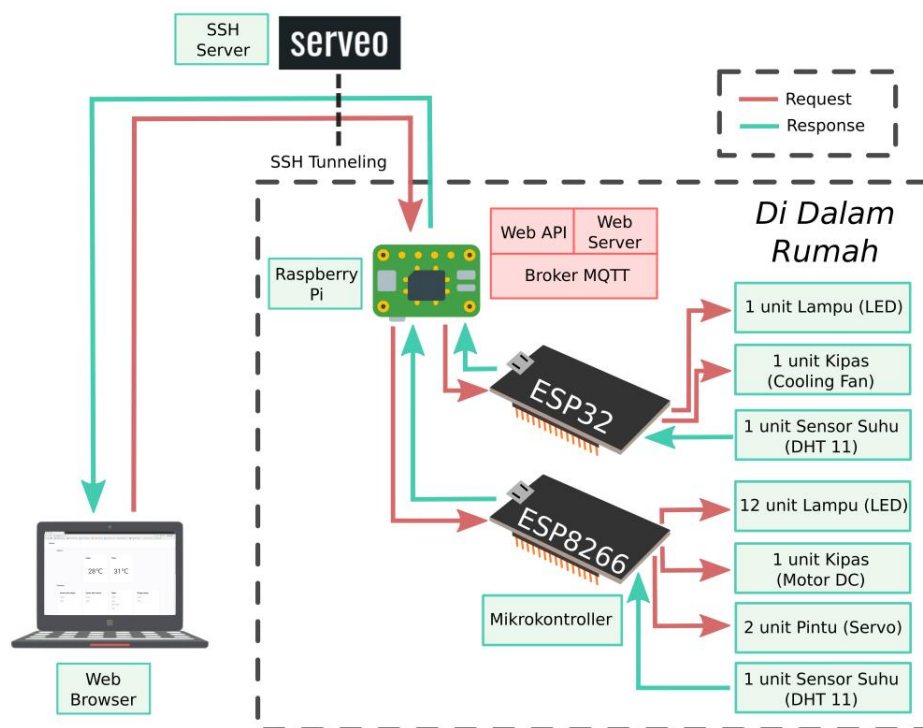 SSH
Server
serveo
Request
Response
SSH Tunneling
Di Dalam
Rumah
Web API
Web
Server
Broker MQTT
Raspberry
Pi
1 unit Lampu (LED)
1 unit Kipas
(Cooling Fan)
ESP32
1 unit Sensor Suhu
(DHT 11)
12 unit Lampu (LED)
ESP8266
28°C
31°C
1 unit Kipas
(Motor DC)
Mikrokontroller
2 unit Pintu (Servo)
Web
Browser
1 unit Sensor Suhu
(DHT 11)